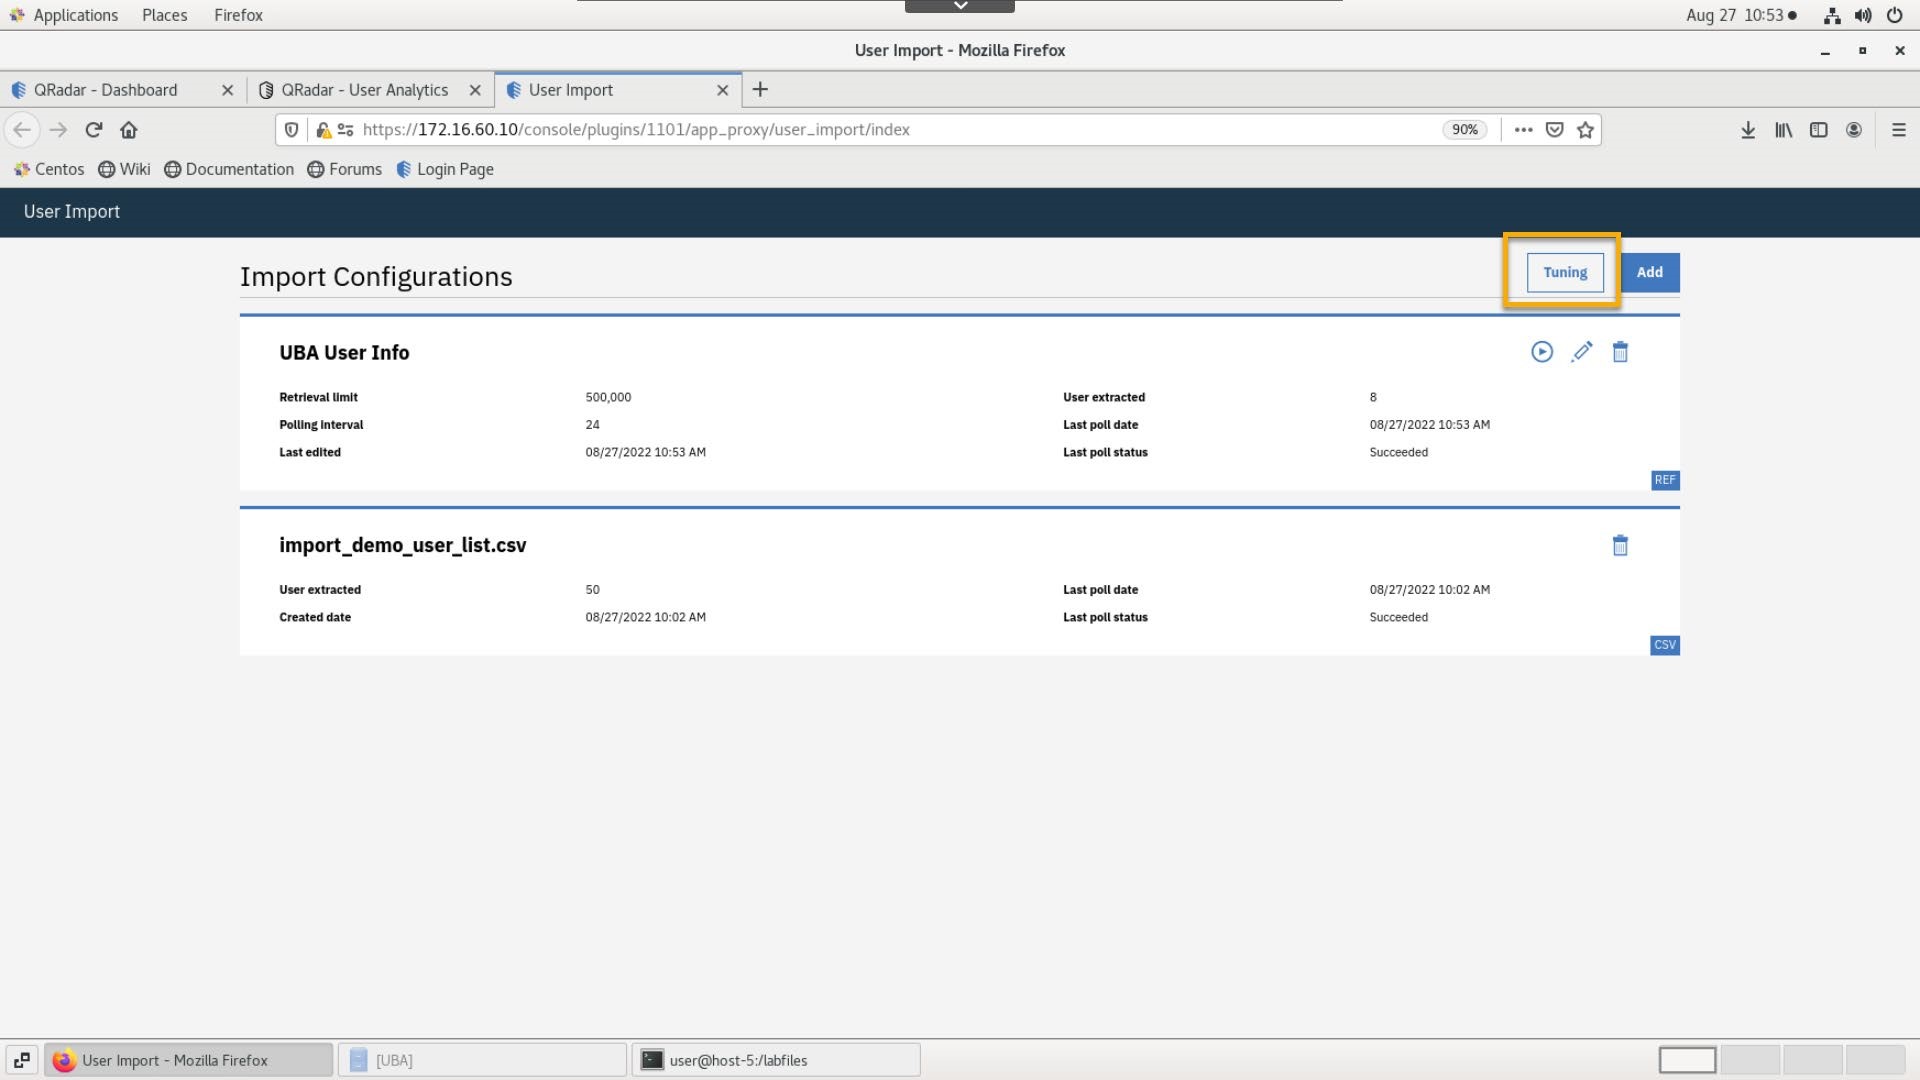 Applications Places Firefox Aug 27 10:53
User Import - Mozilla Firefox
QRadar - Dashboard QRadar - User Analytics User Import
https://172.16.60.10/console/plugins/1101/app_proxy/user_import/index 90%
Centos Wiki Documentation Forums Login Page
User Import
Import Configurations Tuning Add
UBA User Info
Retrieval limit 500,000 User extracted 8
Polling interval 24 Last poll date 08/27/2022 10:53 AM
Last edited 08/27/2022 10:53 AM Last poll status Succeeded
REF
import_demo_user_list.csv
User extracted 50 Last poll date 08/27/2022 10:02 AM
Created date 08/27/2022 10:02 AM Last poll status Succeeded
CSV
User Import - Mozilla Firefox [UBA] user@host-5:/labfiles